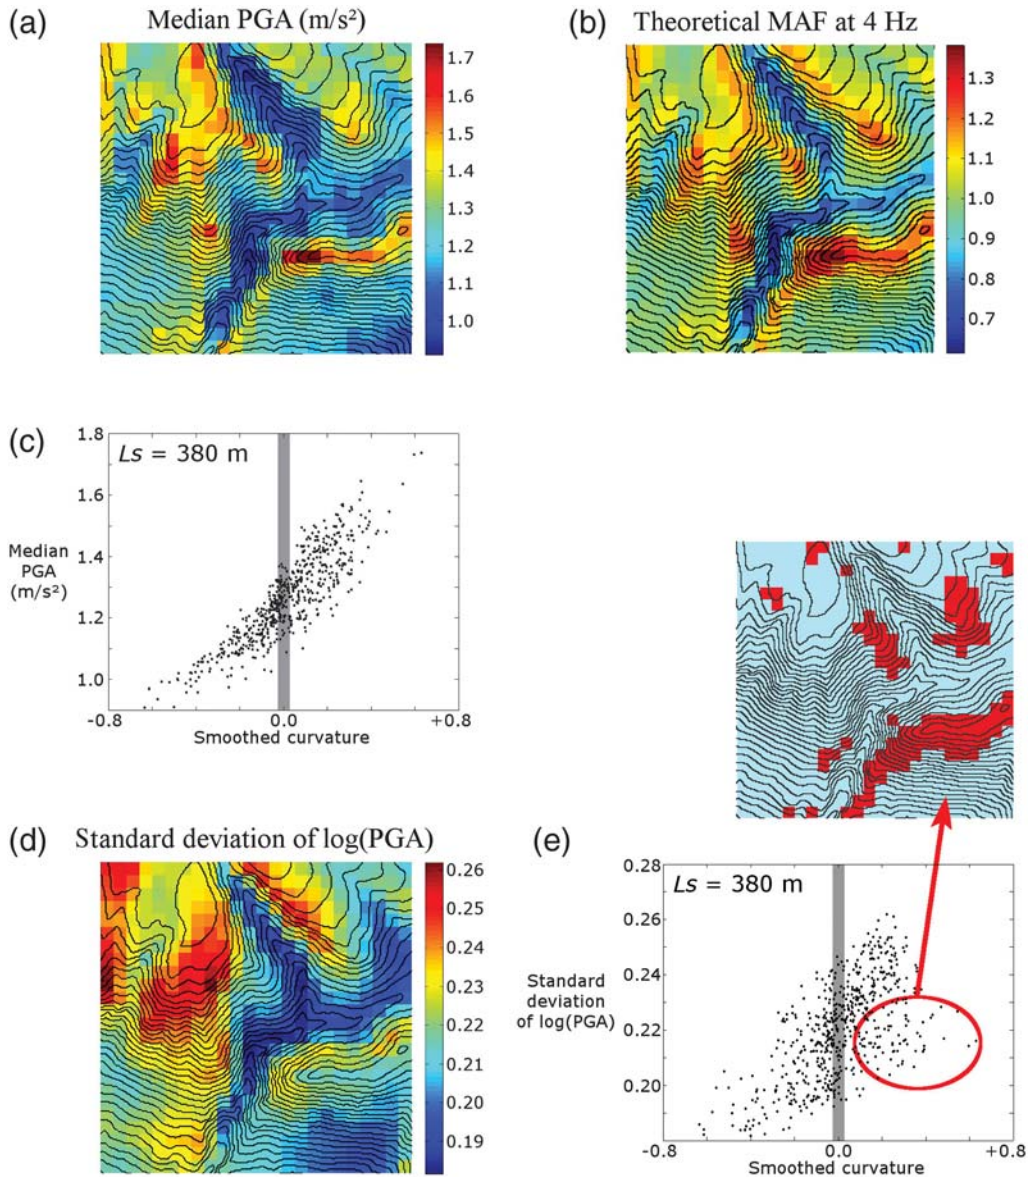 (a) Median PGA (m/s²)
1.7
1.6
1.5
1.4
1.3
1.2
1.1
1.0
(b) Theoretical MAF at 4 Hz
1.3
1.2
1.1
1.0
0.9
0.8
0.7
(c)
Ls = 380 m
1.8
1.6
1.4
1.2
1.0
Median
PGA
(m/s²)
-0.8 0.0 +0.8
Smoothed curvature
(d) Standard deviation of log(PGA)
0.26
0.25
0.24
0.23
0.22
0.21
0.20
0.19
(e)
Ls = 380 m
0.28
0.26
0.24
0.22
0.20
Standard
deviation
of log(PGA)
-0.8 0.0 +0.8
Smoothed curvature